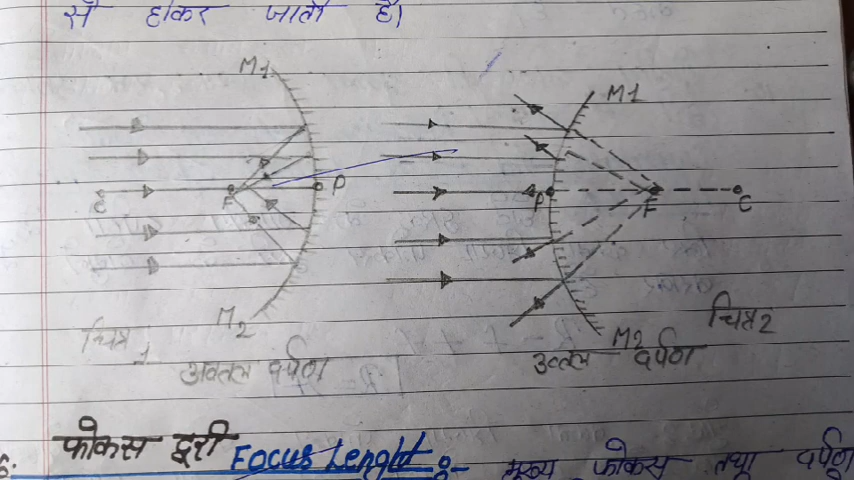 से होकर जाता है।
M1 M1
C F P P F C
M2 M2
चित्र 1 चित्र 2
अवतल दर्पण उत्तल दर्पण
फोकस दूरी Focus Lenght :- मुख्य फोकस तथा दर्पण